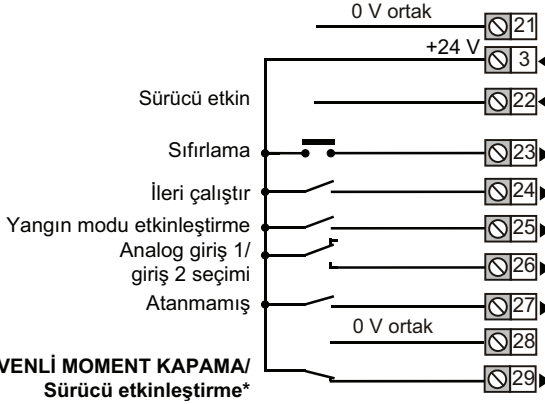 0 V ortak
21
+24 V
3
Sürücü etkin
22
Sıfırlama
23
İleri çalıştır
24
Yangın modu etkinleştirme
25
Analog giriş 1/
giriş 2 seçimi
26
Atanmamış
27
0 V ortak
28
VENLİ MOMENT KAPAMA/
Sürücü etkinleştirme*
29